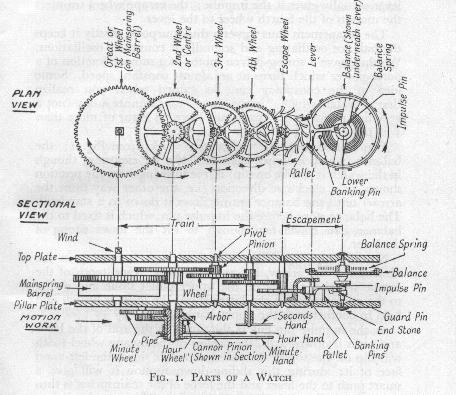 Great or
1st Wheel
(on Mainspring
Barrel)
2nd Wheel
or Centre
3rd Wheel
4th Wheel
Escape Wheel
Lever
Balance (shown
underneath Lever)
Balance
Spring
Impulse Pin
PLAN
VIEW
Pallet
Lower
Banking Pin
SECTIONAL
VIEW
Train
Escapement
Wind
Pivot
Pinion
Top Plate
Balance Spring
Balance
Mainspring
Barrel
Wheel
Impulse Pin
Pillar Plate
Arbor
Seconds
Hand
Guard Pin
End Stone
MOTION
WORK
Hour Hand
Minute
Wheel
Pipe
Hour
Wheel
Cannon Pinion
(Shown in Section)
Minute
Hand
Pallet
Banking
Pins
FIG. 1. PARTS OF A WATCH